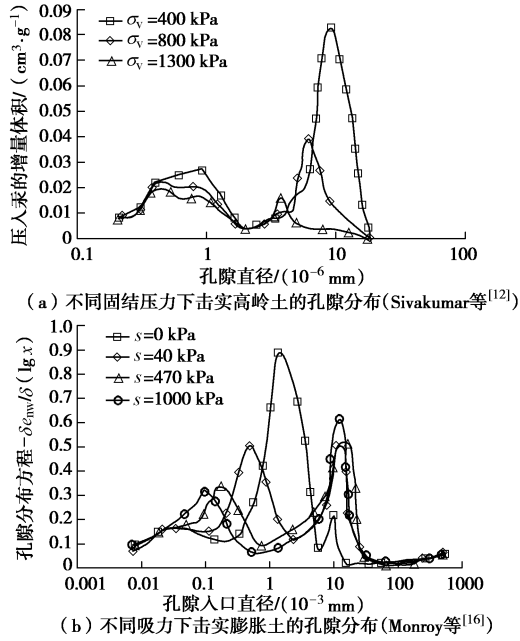 0.09
0.08
0.07
0.06
0.05
0.04
0.03
0.02
0.01
0
压入汞的增量体积/(cm³·g⁻¹)
σᵥ=400 kPa
σᵥ=800 kPa
σᵥ=1300 kPa
0.1 1 10 100
孔隙直径/(10⁻⁶ mm)
(a)不同固结压力下击实高岭土的孔隙分布(Sivakumar等[12])
1.0
0.9
0.8
0.7
0.6
0.5
0.4
0.3
0.2
0.1
0
孔隙分布方程-δeₙw/δ(lg x)
s=0 kPa
s=40 kPa
s=470 kPa
s=1000 kPa
0.001 0.01 0.1 1 10 100 1000
孔隙入口直径/(10⁻³ mm)
(b)不同吸力下击实膨胀土的孔隙分布(Monroy等[16])